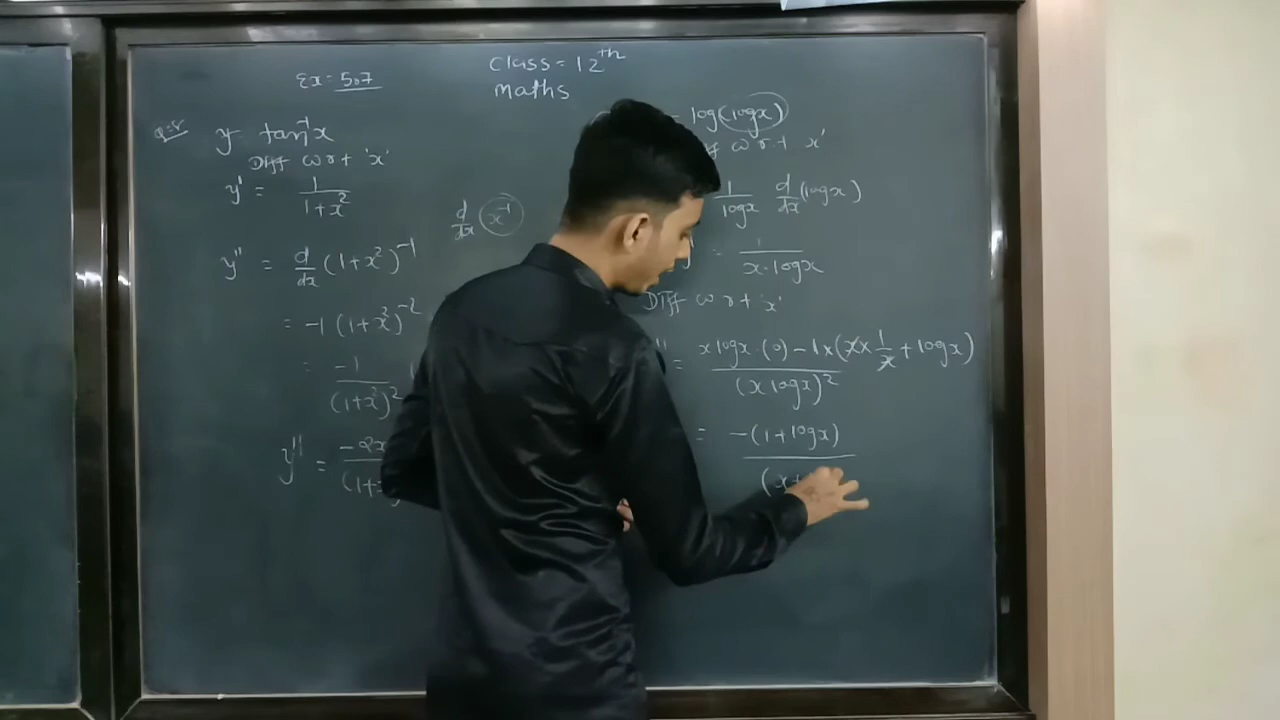 Class = 12th
Maths
Ex = 5.7
y = tan⁻¹x
Diff w r t 'x'
y' = 1/(1+x²)
y'' = d/dx (1+x²)⁻¹
= -1(1+x²)⁻²
= -1/(1+x²)²
y'' = -2x
(1+
d/dx x⁻¹
log(logx)
w r t x'
1/logx d/dx (logx)
= 1/(x·logx)
Diff w r t 'x'
= (x logx·(0) - 1×(x×1/x + logx))/(x logx)²
= -(1+logx)
(x